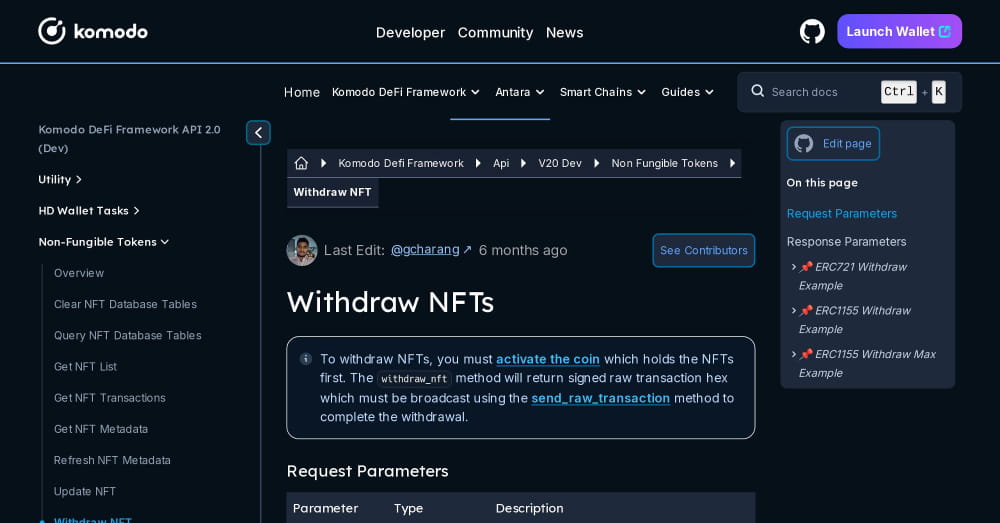 komodo
Developer Community News
Launch Wallet
Home Komodo DeFi Framework Antara Smart Chains Guides
Search docs Ctrl + K
Komodo DeFi Framework API 2.0
(Dev)
Utility
HD Wallet Tasks
Non-Fungible Tokens
Overview
Clear NFT Database Tables
Query NFT Database Tables
Get NFT List
Get NFT Transactions
Get NFT Metadata
Refresh NFT Metadata
Update NFT
Withdraw NFT
Komodo Defi Framework Api V20 Dev Non Fungible Tokens
Withdraw NFT
Last Edit: @gcharang ↗ 6 months ago
See Contributors
Withdraw NFTs
To withdraw NFTs, you must activate the coin which holds the NFTs
first. The withdraw_nft method will return signed raw transaction hex
which must be broadcast using the send_raw_transaction method to
complete the withdrawal.
Request Parameters
Parameter Type Description
Edit page
On this page
Request Parameters
Response Parameters
📌 ERC721 Withdraw
Example
📌 ERC1155 Withdraw
Example
📌 ERC1155 Withdraw Max
Example